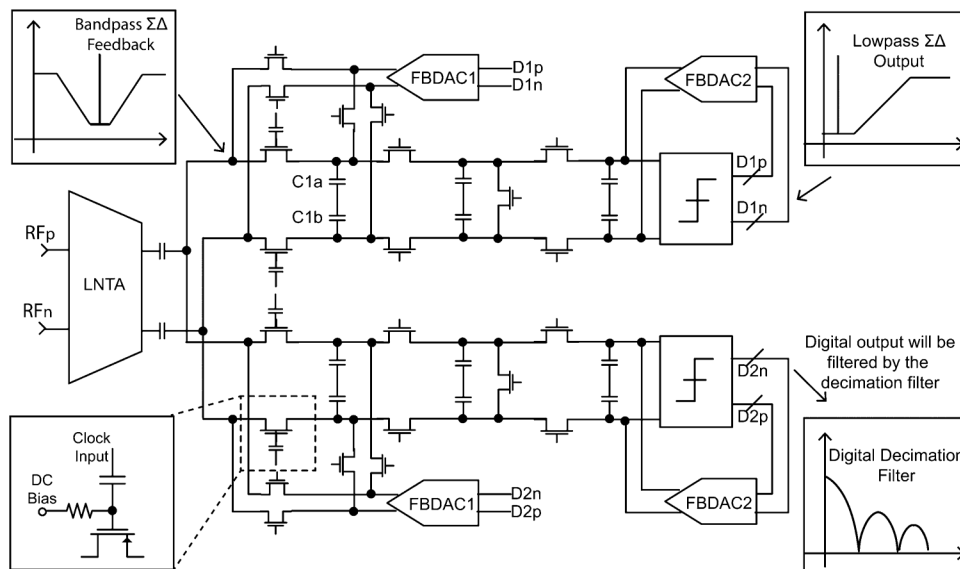 Bandpass ΣΔ
Feedback
Lowpass ΣΔ
Output
FBDAC1
D1p
D1n
FBDAC2
C1a
C1b
D1p
D1n
RFp
RFn
LNTA
Digital output will be
filtered by the
decimation filter
D2n
D2p
Clock
Input
DC
Bias
FBDAC1
D2n
D2p
FBDAC2
Digital Decimation
Filter